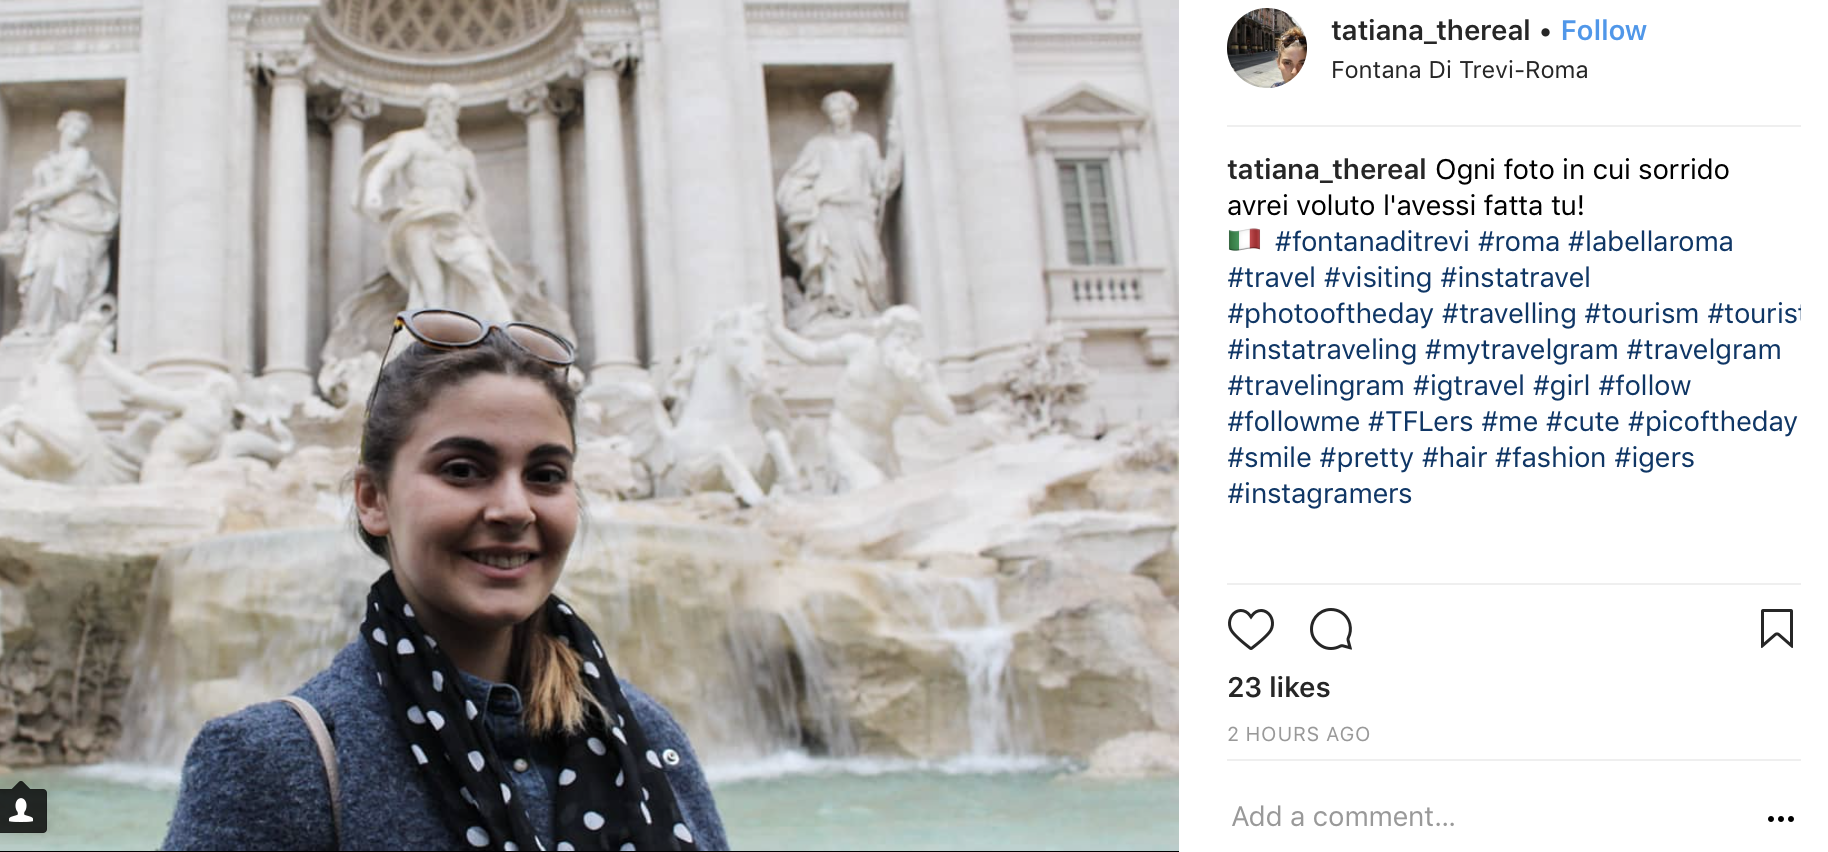 tatiana_thereal • Follow
Fontana Di Trevi-Roma
tatiana_thereal Ogni foto in cui sorrido
avrei voluto l'avessi fatta tu!
🇮🇹 #fontanaditrevi #roma #labellaroma
#travel #visiting #instatravel
#photooftheday #travelling #tourism #tourist
#instatraveling #mytravelgram #travelgram
#travelingram #igtravel #girl #follow
#followme #TFLers #me #cute #picoftheday
#smile #pretty #hair #fashion #igers
#instagramers
23 likes
2 HOURS AGO
Add a comment...